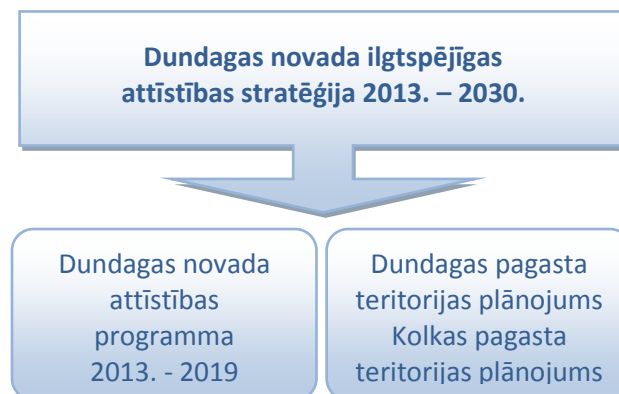 Dundagas novada ilgtspējīgas
attīstības stratēģija 2013. – 2030.
Dundagas novada
attīstības
programma
2013. - 2019
Dundagas pagasta
teritorijas plānojums
Kolkas pagasta
teritorijas plānojums